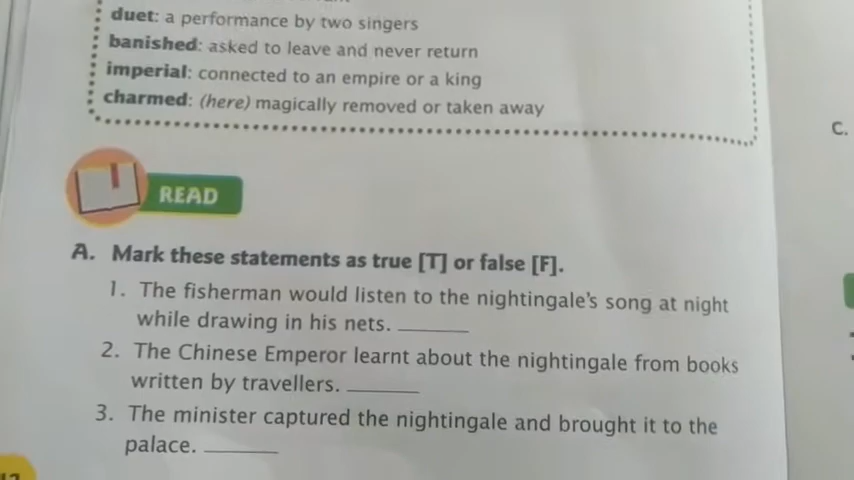 duet: a performance by two singers
banished: asked to leave and never return
imperial: connected to an empire or a king
charmed: (here) magically removed or taken away
READ
A. Mark these statements as true [T] or false [F].
1. The fisherman would listen to the nightingale's song at night
while drawing in his nets. ______
2. The Chinese Emperor learnt about the nightingale from books
written by travellers. ______
3. The minister captured the nightingale and brought it to the
palace. ______
C.